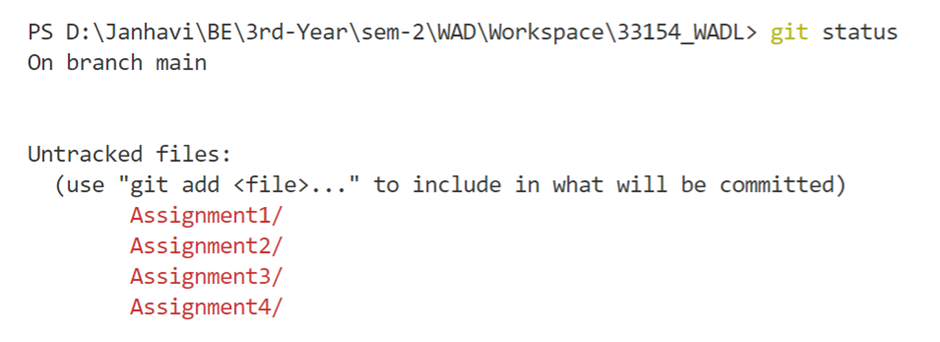 PS D:\Janhavi\BE\3rd-Year\sem-2\WAD\Workspace\33154_WADL> git status
On branch main
Untracked files:
(use "git add <file>..." to include in what will be committed)
Assignment1/
Assignment2/
Assignment3/
Assignment4/